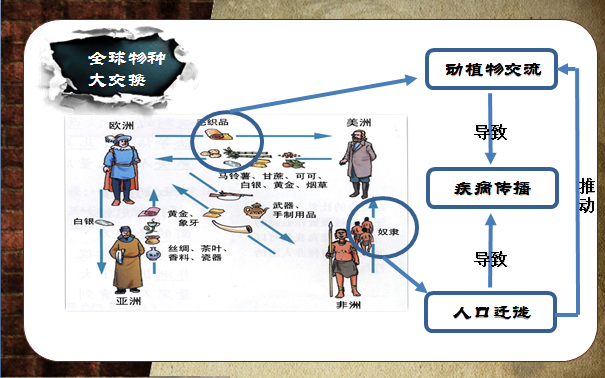 全球物种
大交换
动植物交流
欧洲
毛织品
美洲
导致
马铃薯、甘蔗、可可、
白银、黄金、烟草
疾病传播
推动
武器、
手制用品
黄金、
象牙
白银
奴隶
丝绸、茶叶、
香料、瓷器
导致
亚洲
非洲
人口迁徙